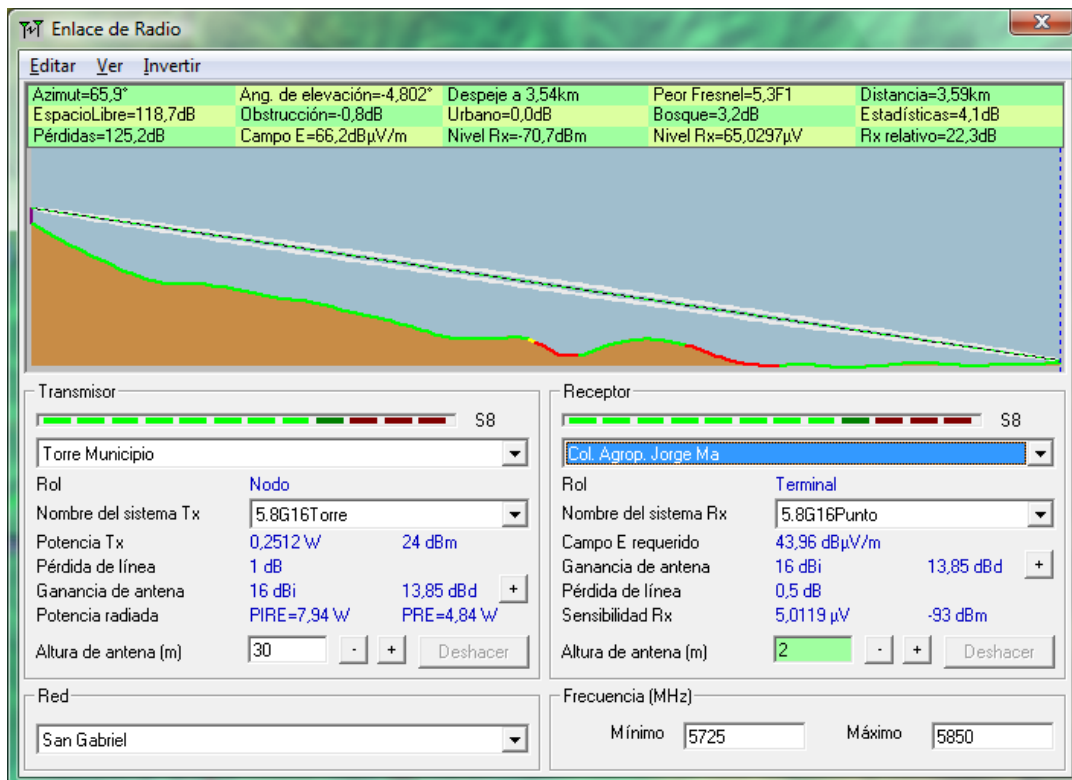 Enlace de Radio
Editar Ver Invertir
Azimut=65,9° Ang. de elevación=-4,802° Despeje a 3,54km Peor Fresnel=5,3F1 Distancia=3,59km
EspacioLibre=118,7dB Obstrucción=-0,8dB Urbano=0,0dB Bosque=3,2dB Estadísticas=4,1dB
Pérdidas=125,2dB Campo E=66,2dBµV/m Nivel Rx=-70,7dBm Nivel Rx=65,0297µV Rx relativo=22,3dB
Transmisor
S8
Torre Municipio
Rol Nodo
Nombre del sistema Tx 5.8G16Torre
Potencia Tx 0,2512 W 24 dBm
Pérdida de línea 1 dB
Ganancia de antena 16 dBi 13,85 dBd +
Potencia radiada PIRE=7,94 W PRE=4,84 W
Altura de antena (m) 30 - + Deshacer
Receptor
S8
Col. Agrop. Jorge Ma
Rol Terminal
Nombre del sistema Rx 5.8G16Punto
Campo E requerido 43,96 dBµV/m
Ganancia de antena 16 dBi 13,85 dBd +
Pérdida de línea 0,5 dB
Sensibilidad Rx 5,0119 µV -93 dBm
Altura de antena (m) 2 - + Deshacer
Red
San Gabriel
Frecuencia (MHz)
Mínimo 5725 Máximo 5850